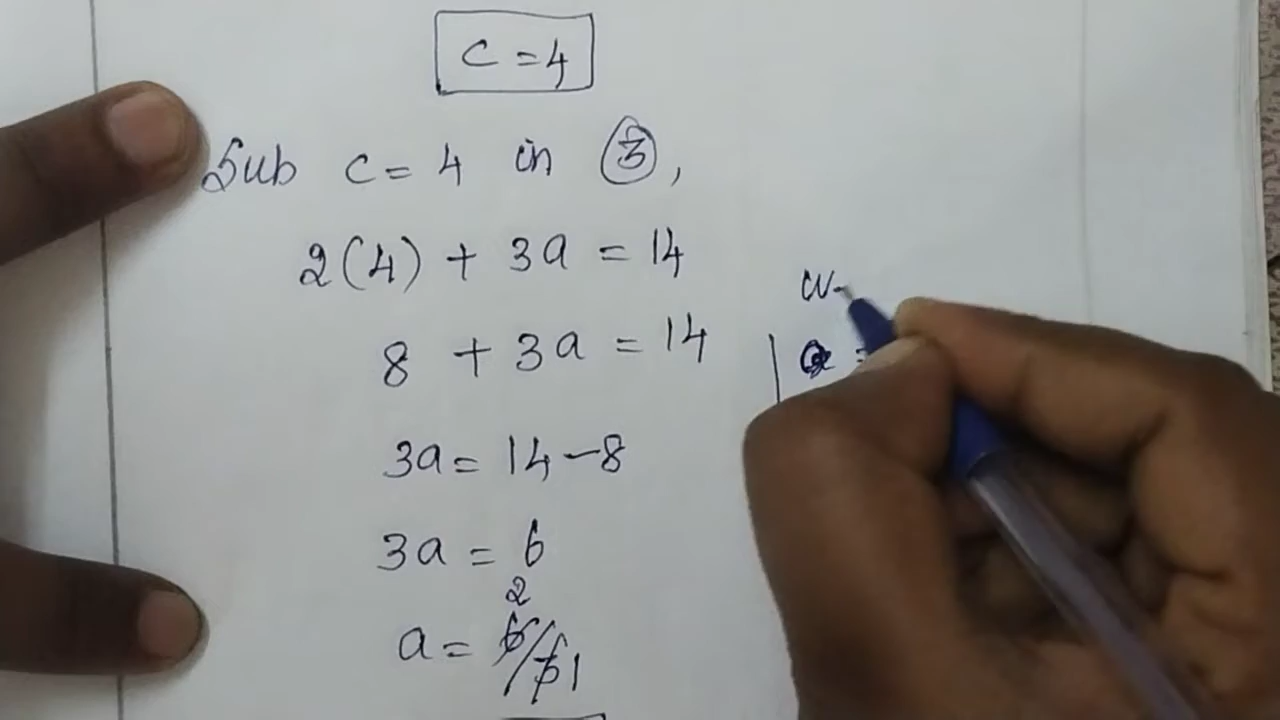 c = 4
Sub c = 4 in ③,
2(4) + 3a = 14
8 + 3a = 14
3a = 14 - 8
3a = 6
2
a = 6/3 1